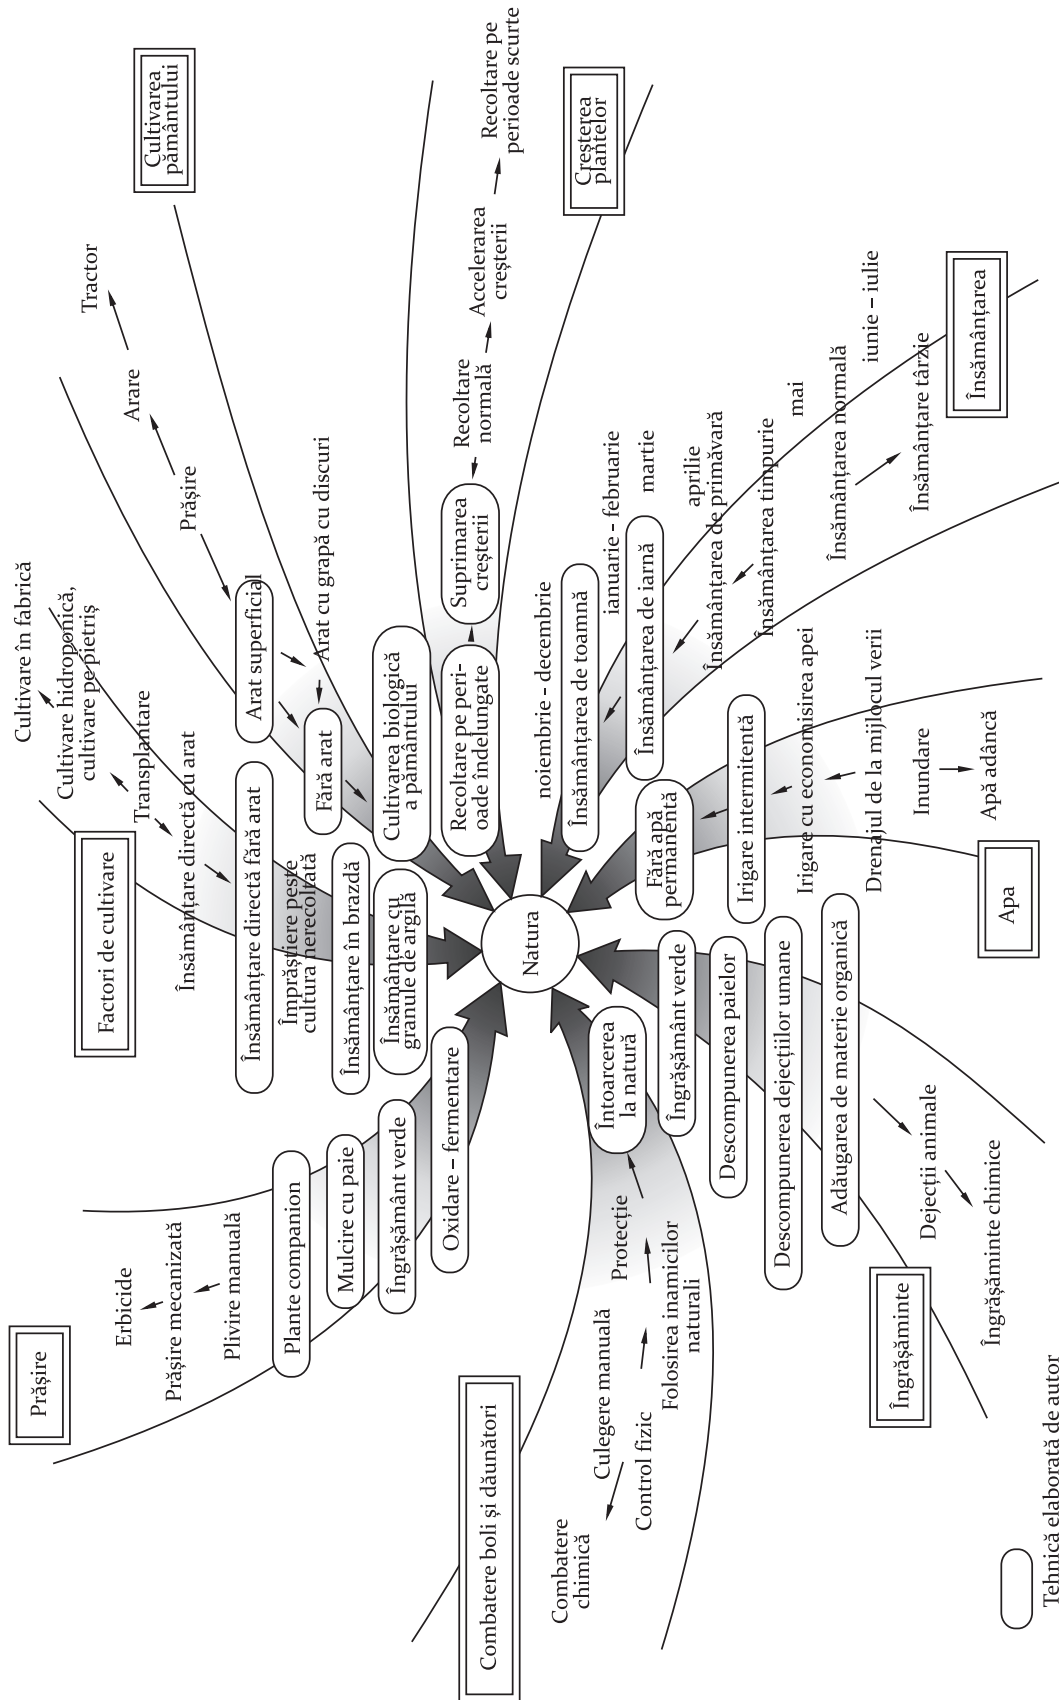 Prășire
Erbicide
Prășire mecanizată
Plivire manuală
Plante companion
Mulcire cu paie
Îngrășământ verde
Oxidare – fermentare
Factori de cultivare
Cultivare în fabrică
Cultivare hidroponică,
cultivare pe pietriș
Transplantare
Însămânțare directă cu arat
Însămânțare directă fără arat
Împrăștiere peste
cultura nerecoltată
Însămânțare în brazdă
Însămânțare cu
granule de argilă
Cultivarea
pământului
Tractor
Arare
Prășire
Arat superficial
Arat cu grapă cu discuri
Fără arat
Cultivarea biologică
a pământului
Creșterea
plantelor
Recoltare pe
perioade scurte
Accelerarea
creșterii
Recoltare
normală
Suprimarea
creșterii
Recoltare pe peri-
oade îndelungate
Natura
Combatere boli și dăunători
Combatere
chimică
Culegere manuală
Control fizic
Folosirea inamicilor
naturali
Protecție
Întoarcerea
la natură
Îngrășăminte
Îngrășământ verde
Descompunerea paielor
Descompunerea dejecțiilor umane
Adăugarea de materie organică
Dejecții animale
Îngrășăminte chimice
Apa
Fără apă
permanentă
Irigare intermitentă
Irigare cu economisirea apei
Drenajul de la mijlocul verii
Inundare
Apă adâncă
Însămânțarea
noiembrie – decembrie
Însămânțarea de toamnă
ianuarie – februarie
Însămânțarea de iarnă
martie
aprilie
Însămânțarea de primăvară
Însămânțarea timpurie
mai
Însămânțarea normală
iunie – iulie
Însămânțare târzie
Tehnică elaborată de autor